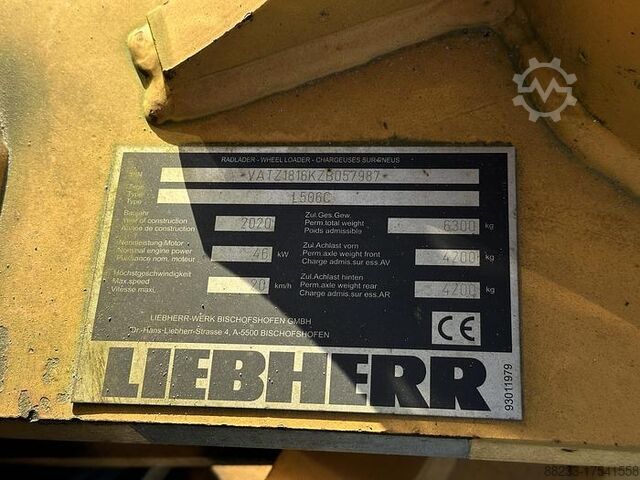 RADLADER - WHEEL LOADER - CHARGEUSES SUR PNEUS
*VATZ1816KZB057987*
Type L506C
Baujahr
Year of construction 2020
Année de construction
Nennleistung-Motor
Nominal engine power 46 kW
Puissance nom. moteur
Höchstgeschwindigkeit
Max.speed 20 km/h
Vitesse maxi.
Zul.Ges.Gew.
Perm.total weight 6300 kg
Poids admissible
Zul.Achlast vorn
Perm.axle weight front 4200 kg
Charge admis.sur ess.AV
Zul.Achlast hinten
Perm.axle weight rear 4200 kg
Charge admis.sur ess.AR
LIEBHERR-WERK BISCHOFSHOFEN GMBH
Dr.-Hans-Liebherr-Strasse 4, A-5500 BISCHOFSHOFEN
CE
LIEBHERR
93011979
88233-17541558